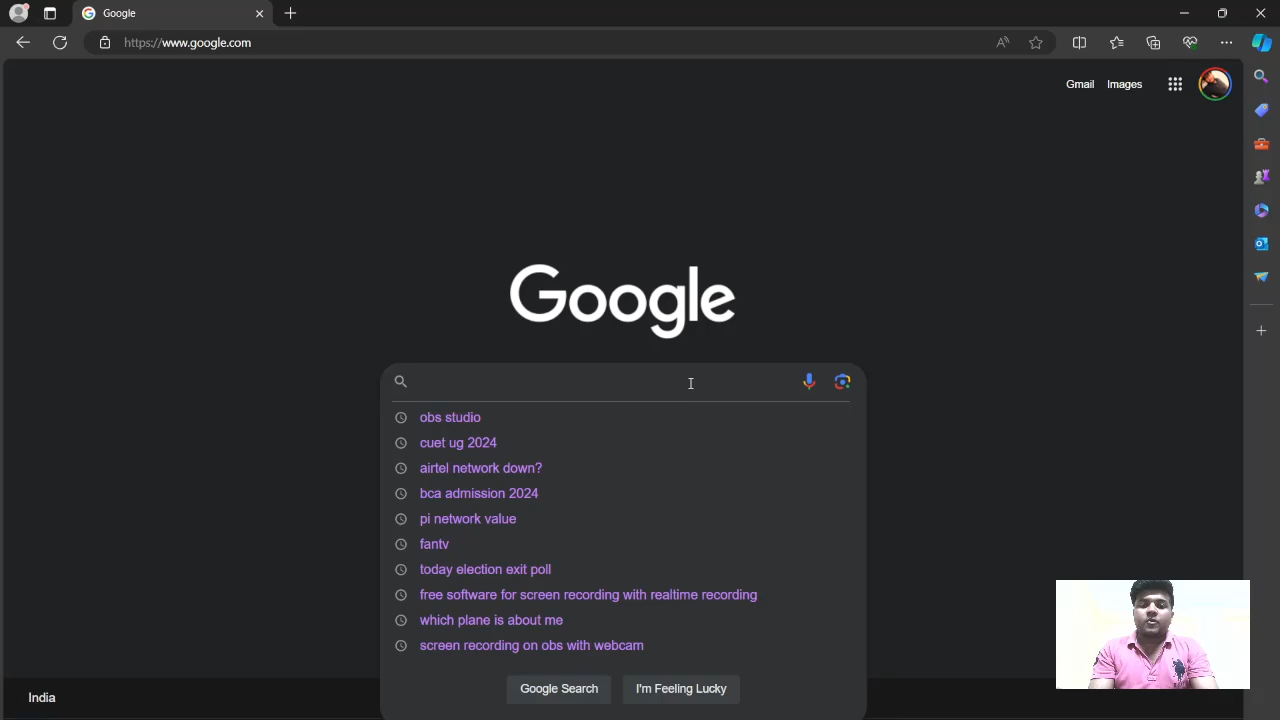 Google
https://www.google.com
Gmail
Images
Google
obs studio
cuet ug 2024
airtel network down?
bca admission 2024
pi network value
fantv
today election exit poll
free software for screen recording with realtime recording
which plane is about me
screen recording on obs with webcam
Google Search
I'm Feeling Lucky
India